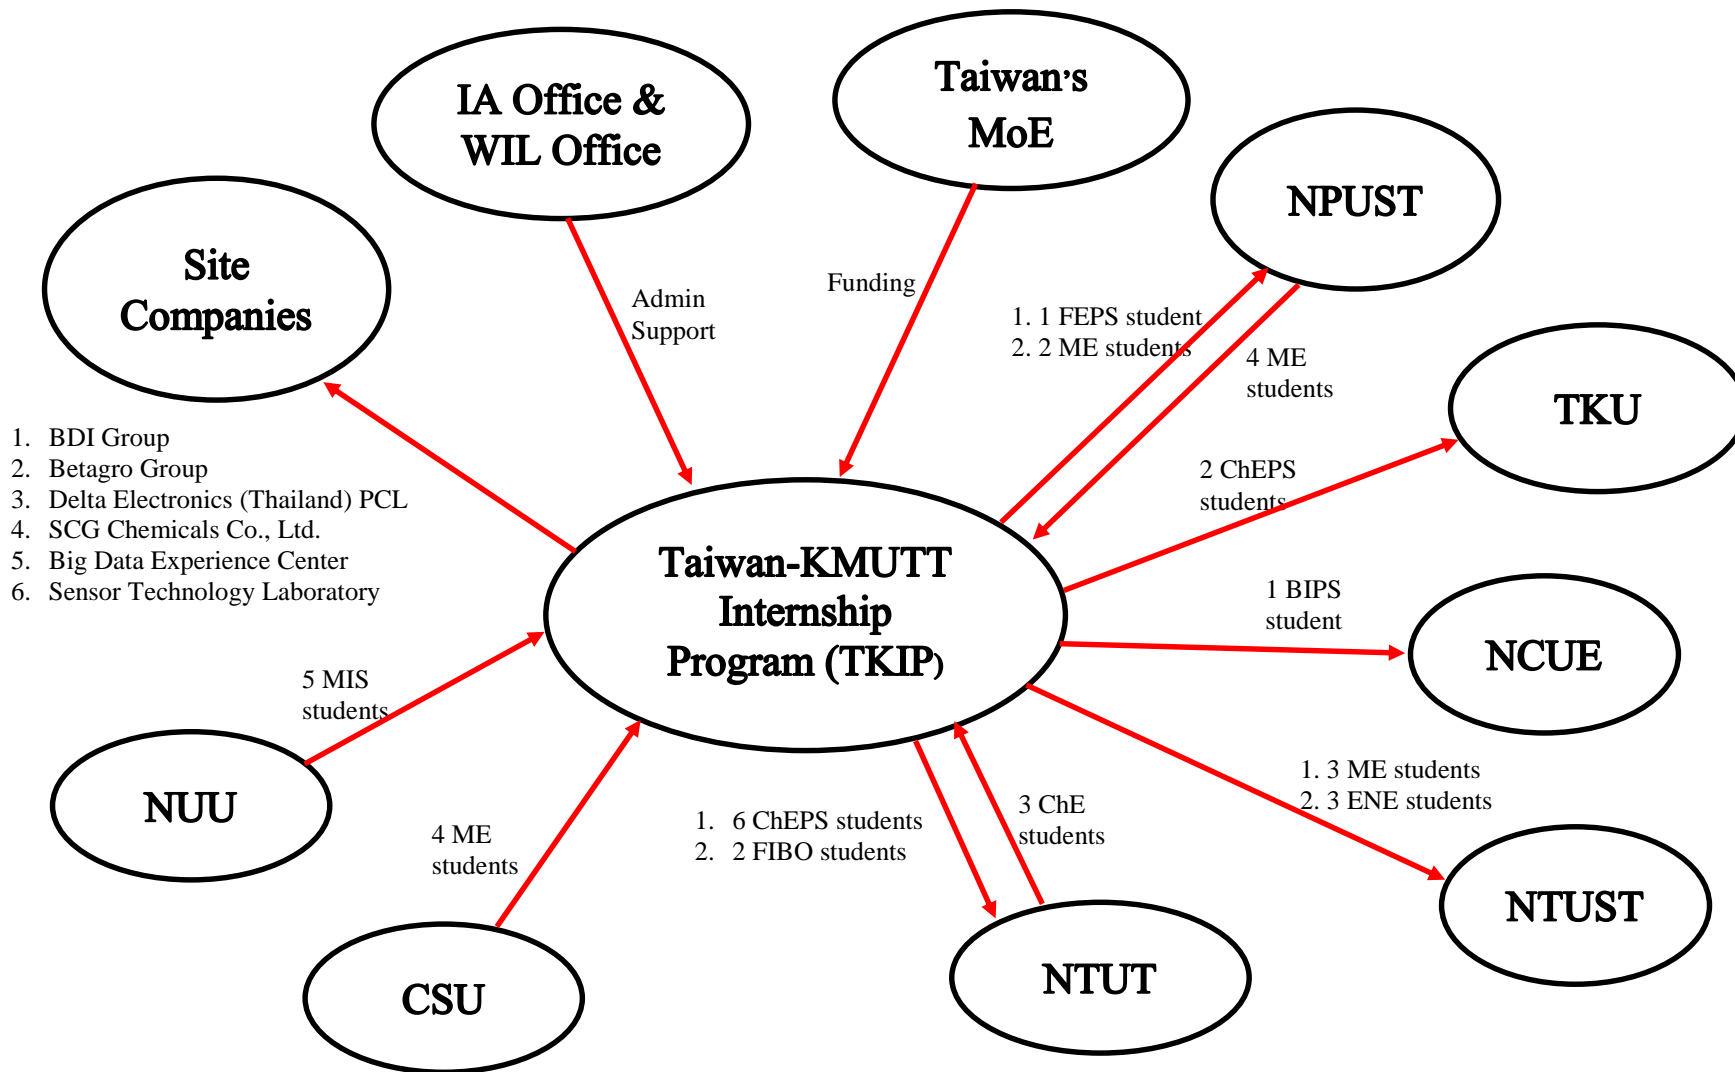 IA Office &
WIL Office
Taiwan's
MoE
NPUST
Site
Companies
Admin
Support
Funding
1. 1 FEPS student
2. 2 ME students
4 ME
students
TKU
1. BDI Group
2. Betagro Group
3. Delta Electronics (Thailand) PCL
4. SCG Chemicals Co., Ltd.
5. Big Data Experience Center
6. Sensor Technology Laboratory
2 ChEPS
students
Taiwan-KMUTT
Internship
Program (TKIP)
1 BIPS
student
NCUE
5 MIS
students
NUU
4 ME
students
CSU
1. 6 ChEPS students
2. 2 FIBO students
3 ChE
students
NTUT
1. 3 ME students
2. 3 ENE students
NTUST